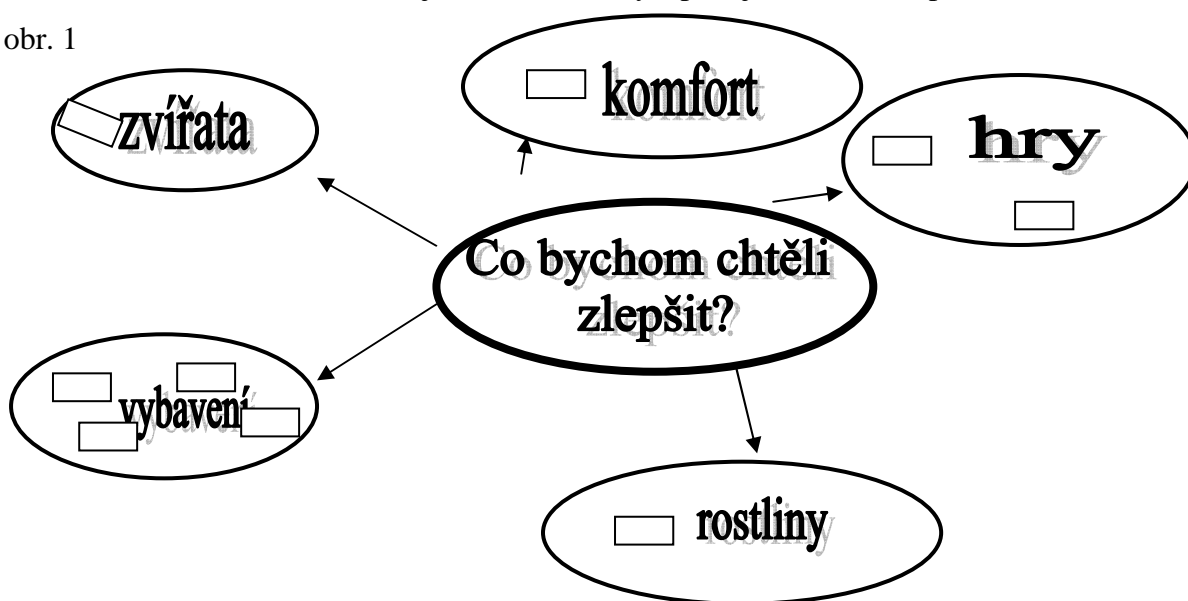 obr. 1
komfort
zvířata
hry
Co bychom chtěli
zlepšit?
vybavení
rostliny